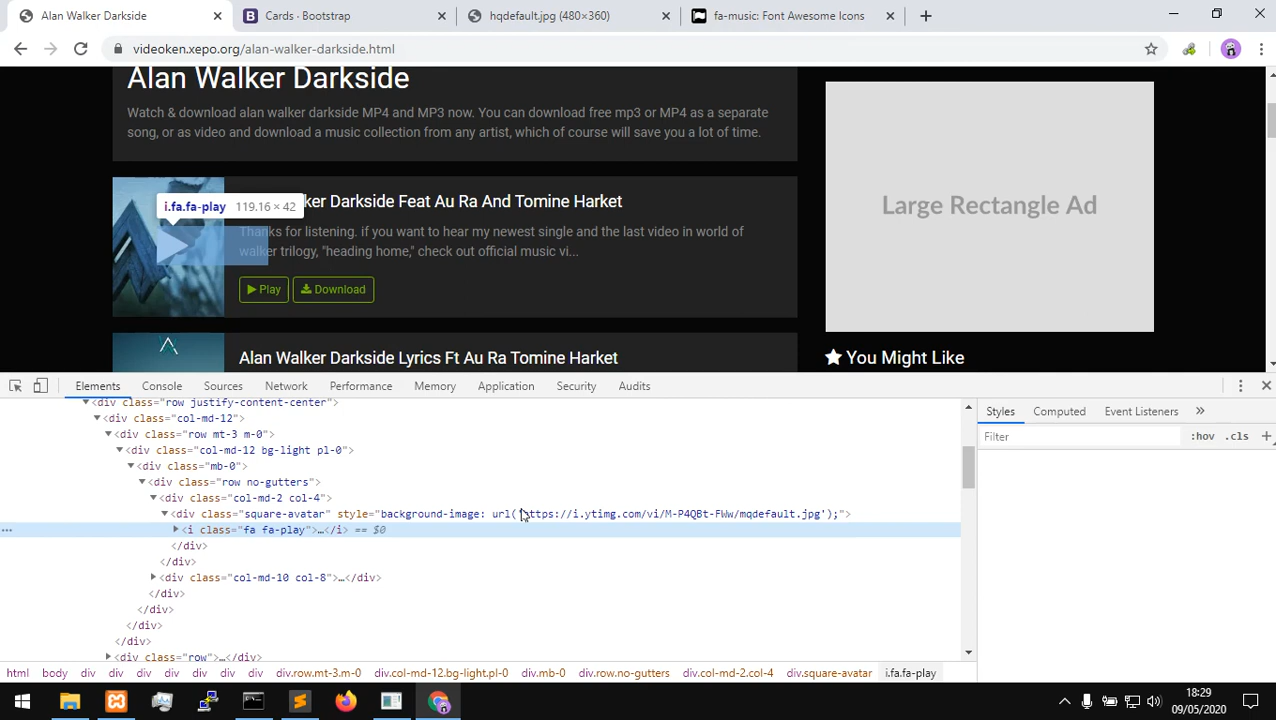 Alan Walker Darkside
Cards · Bootstrap
hqdefault.jpg (480×360)
fa-music: Font Awesome Icons
videoken.xepo.org/alan-walker-darkside.html
Alan Walker Darkside
Watch & download alan walker darkside MP4 and MP3 now. You can download free mp3 or MP4 as a separate
song, or as video and download a music collection from any artist, which of course will save you a lot of time.
i.fa.fa-play 119.16 × 42
ker Darkside Feat Au Ra And Tomine Harket
Thanks for listening. if you want to hear my newest single and the last video in world of
walker trilogy, "heading home," check out official music vi...
Play
Download
Alan Walker Darkside Lyrics Ft Au Ra Tomine Harket
Large Rectangle Ad
You Might Like
Elements
Console
Sources
Network
Performance
Memory
Application
Security
Audits
<div class="row justify-content-center">
<div class="col-md-12">
<div class="row mt-3 m-0">
<div class="col-md-12 bg-light pl-0">
<div class="mb-0">
<div class="row no-gutters">
<div class="col-md-2 col-4">
<div class="square-avatar" style="background-image: url('https://i.ytimg.com/vi/M-P4QBt-FWw/mqdefault.jpg');">
<i class="fa fa-play">…</i> == $0
</div>
</div>
<div class="col-md-10 col-8">…</div>
</div>
</div>
</div>
</div>
<div class="row">…</div>
Styles
Computed
Event Listeners
Filter
:hov
.cls
html
body
div
div
div
div
div.row.mt-3.m-0
div.col-md-12.bg-light.pl-0
div.mb-0
div.row.no-gutters
div.col-md-2.col-4
div.square-avatar
i.fa.fa-play
18:29
09/05/2020